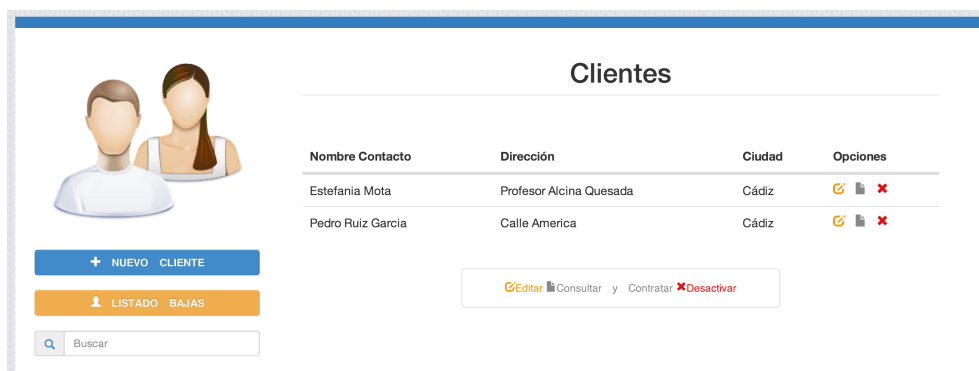 Clientes
Nombre Contacto Dirección Ciudad Opciones
Estefania Mota Profesor Alcina Quesada Cádiz
Pedro Ruiz Garcia Calle America Cádiz
NUEVO CLIENTE
LISTADO BAJAS
Buscar
Editar Consultar y Contratar Desactivar